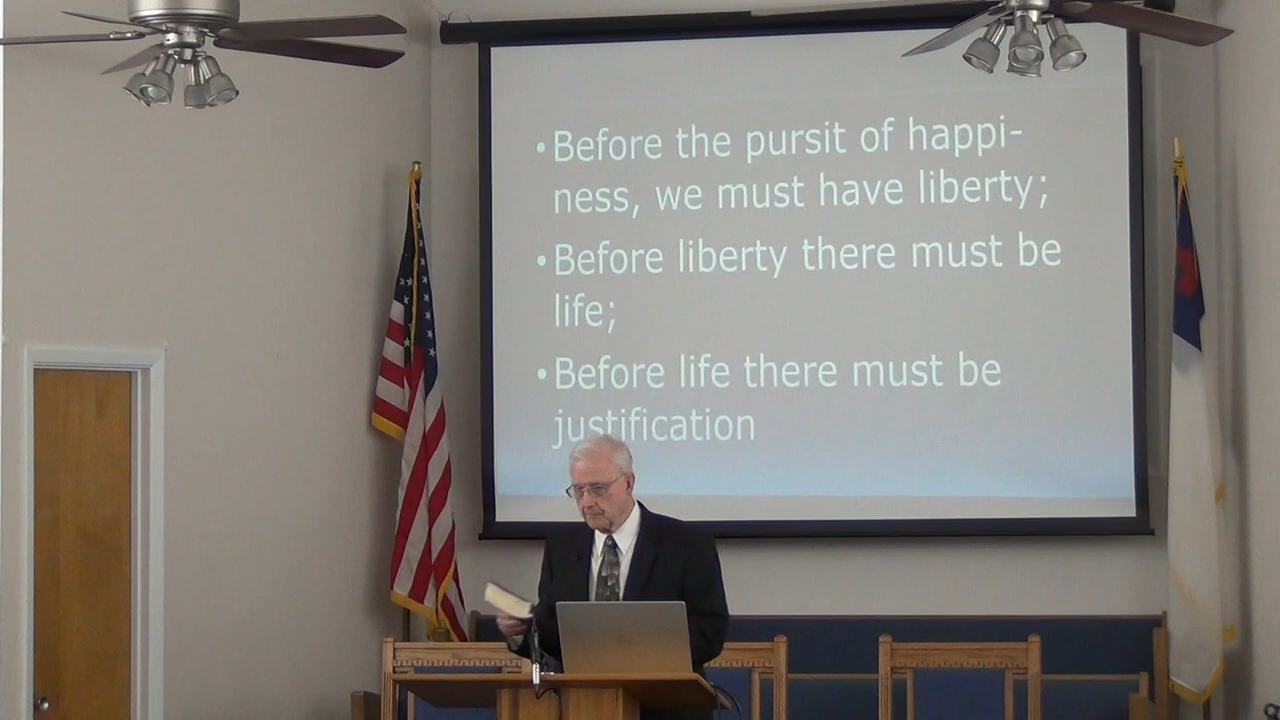 •Before the pursit of happi-
ness, we must have liberty;
•Before liberty there must be
life;
•Before life there must be
justification